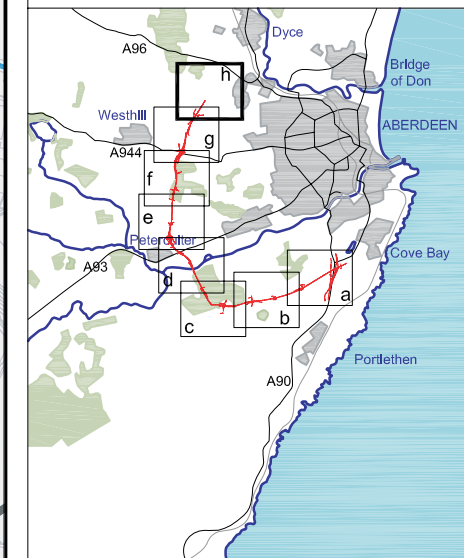 Dyce
A96
Bridge
of Don
h
Westhill
ABERDEEN
g
A944
f
e
Peterculter
Cove Bay
A93
d
a
b
c
Portlethen
A90